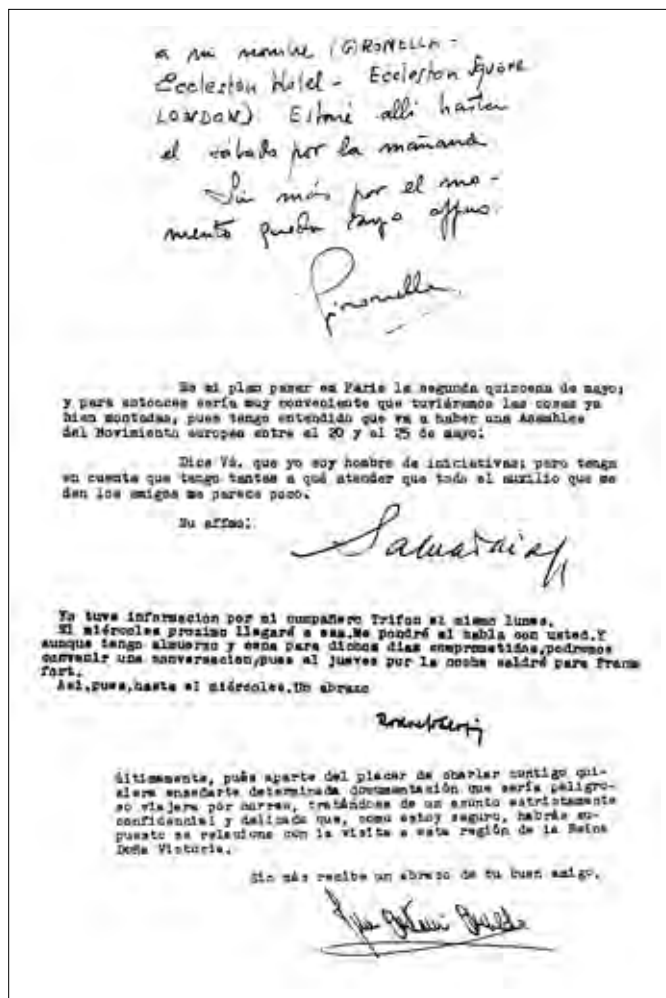 a mi nombre (GIRONELLA -
Eccleston Hotel - Eccleston Square
LONDON). Estaré allí hasta
el sábado por la mañana
Sin más por el mo-
mento queda tuyo affmo.
Gironella.
Es mi plan pasar en Paris la segunda quincena de mayo;
y para entonces sería muy conveniente que tuviéramos las cosas ya
bien montadas, pues tengo entendido que va a haber una Asamblea
del Movimiento europeo entre el 20 y el 25 de mayo.
Dice Vd. que yo soy hombre de iniciativas; pero tenga
en cuenta que tengo tantas a qué atender que todo el auxilio que me
den los amigos me parece poco.
Su affmo:
Yo tuve informacion por mi compañero Trifon el mismo lunes.
El miércoles proximo llegaré a esa.Me pondré al habla con usted.Y
aunque tengo almuerzo y cena para dichos dias comprometidas,podremos
convenir una conversacion,pues el jueves por la noche saldré para Franc
fort.
Asi,pues,hasta el miércoles.Un abrazo
últimamente, pués aparte del placer de charlar contigo qui-
siera enseñarte determinada documentación que sería peligro-
so viajera por correo, tratándose de un asunto estrictamente
confidencial y delicado que, como estoy seguro, habrás su-
puesto se relaciona con la visita a esta región de la Reina
Doña Victoria.
Sin más recibe un abrazo de tu buen amigo.